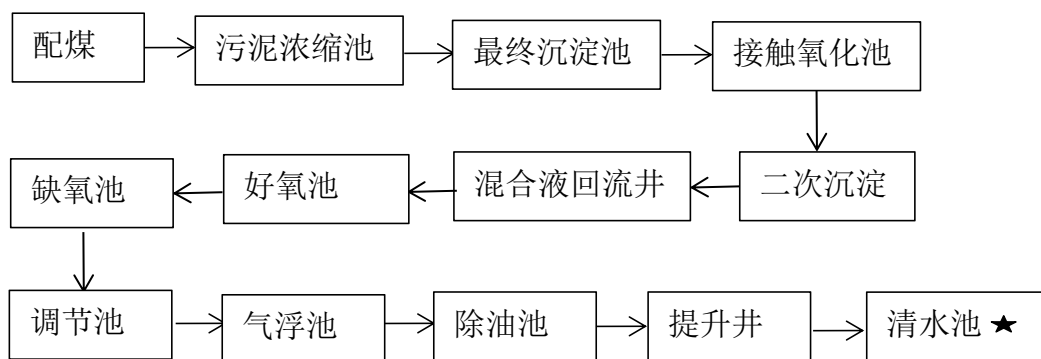 配煤
污泥浓缩池
最终沉淀池
接触氧化池
缺氧池
好氧池
混合液回流井
二次沉淀
调节池
气浮池
除油池
提升井
清水池★